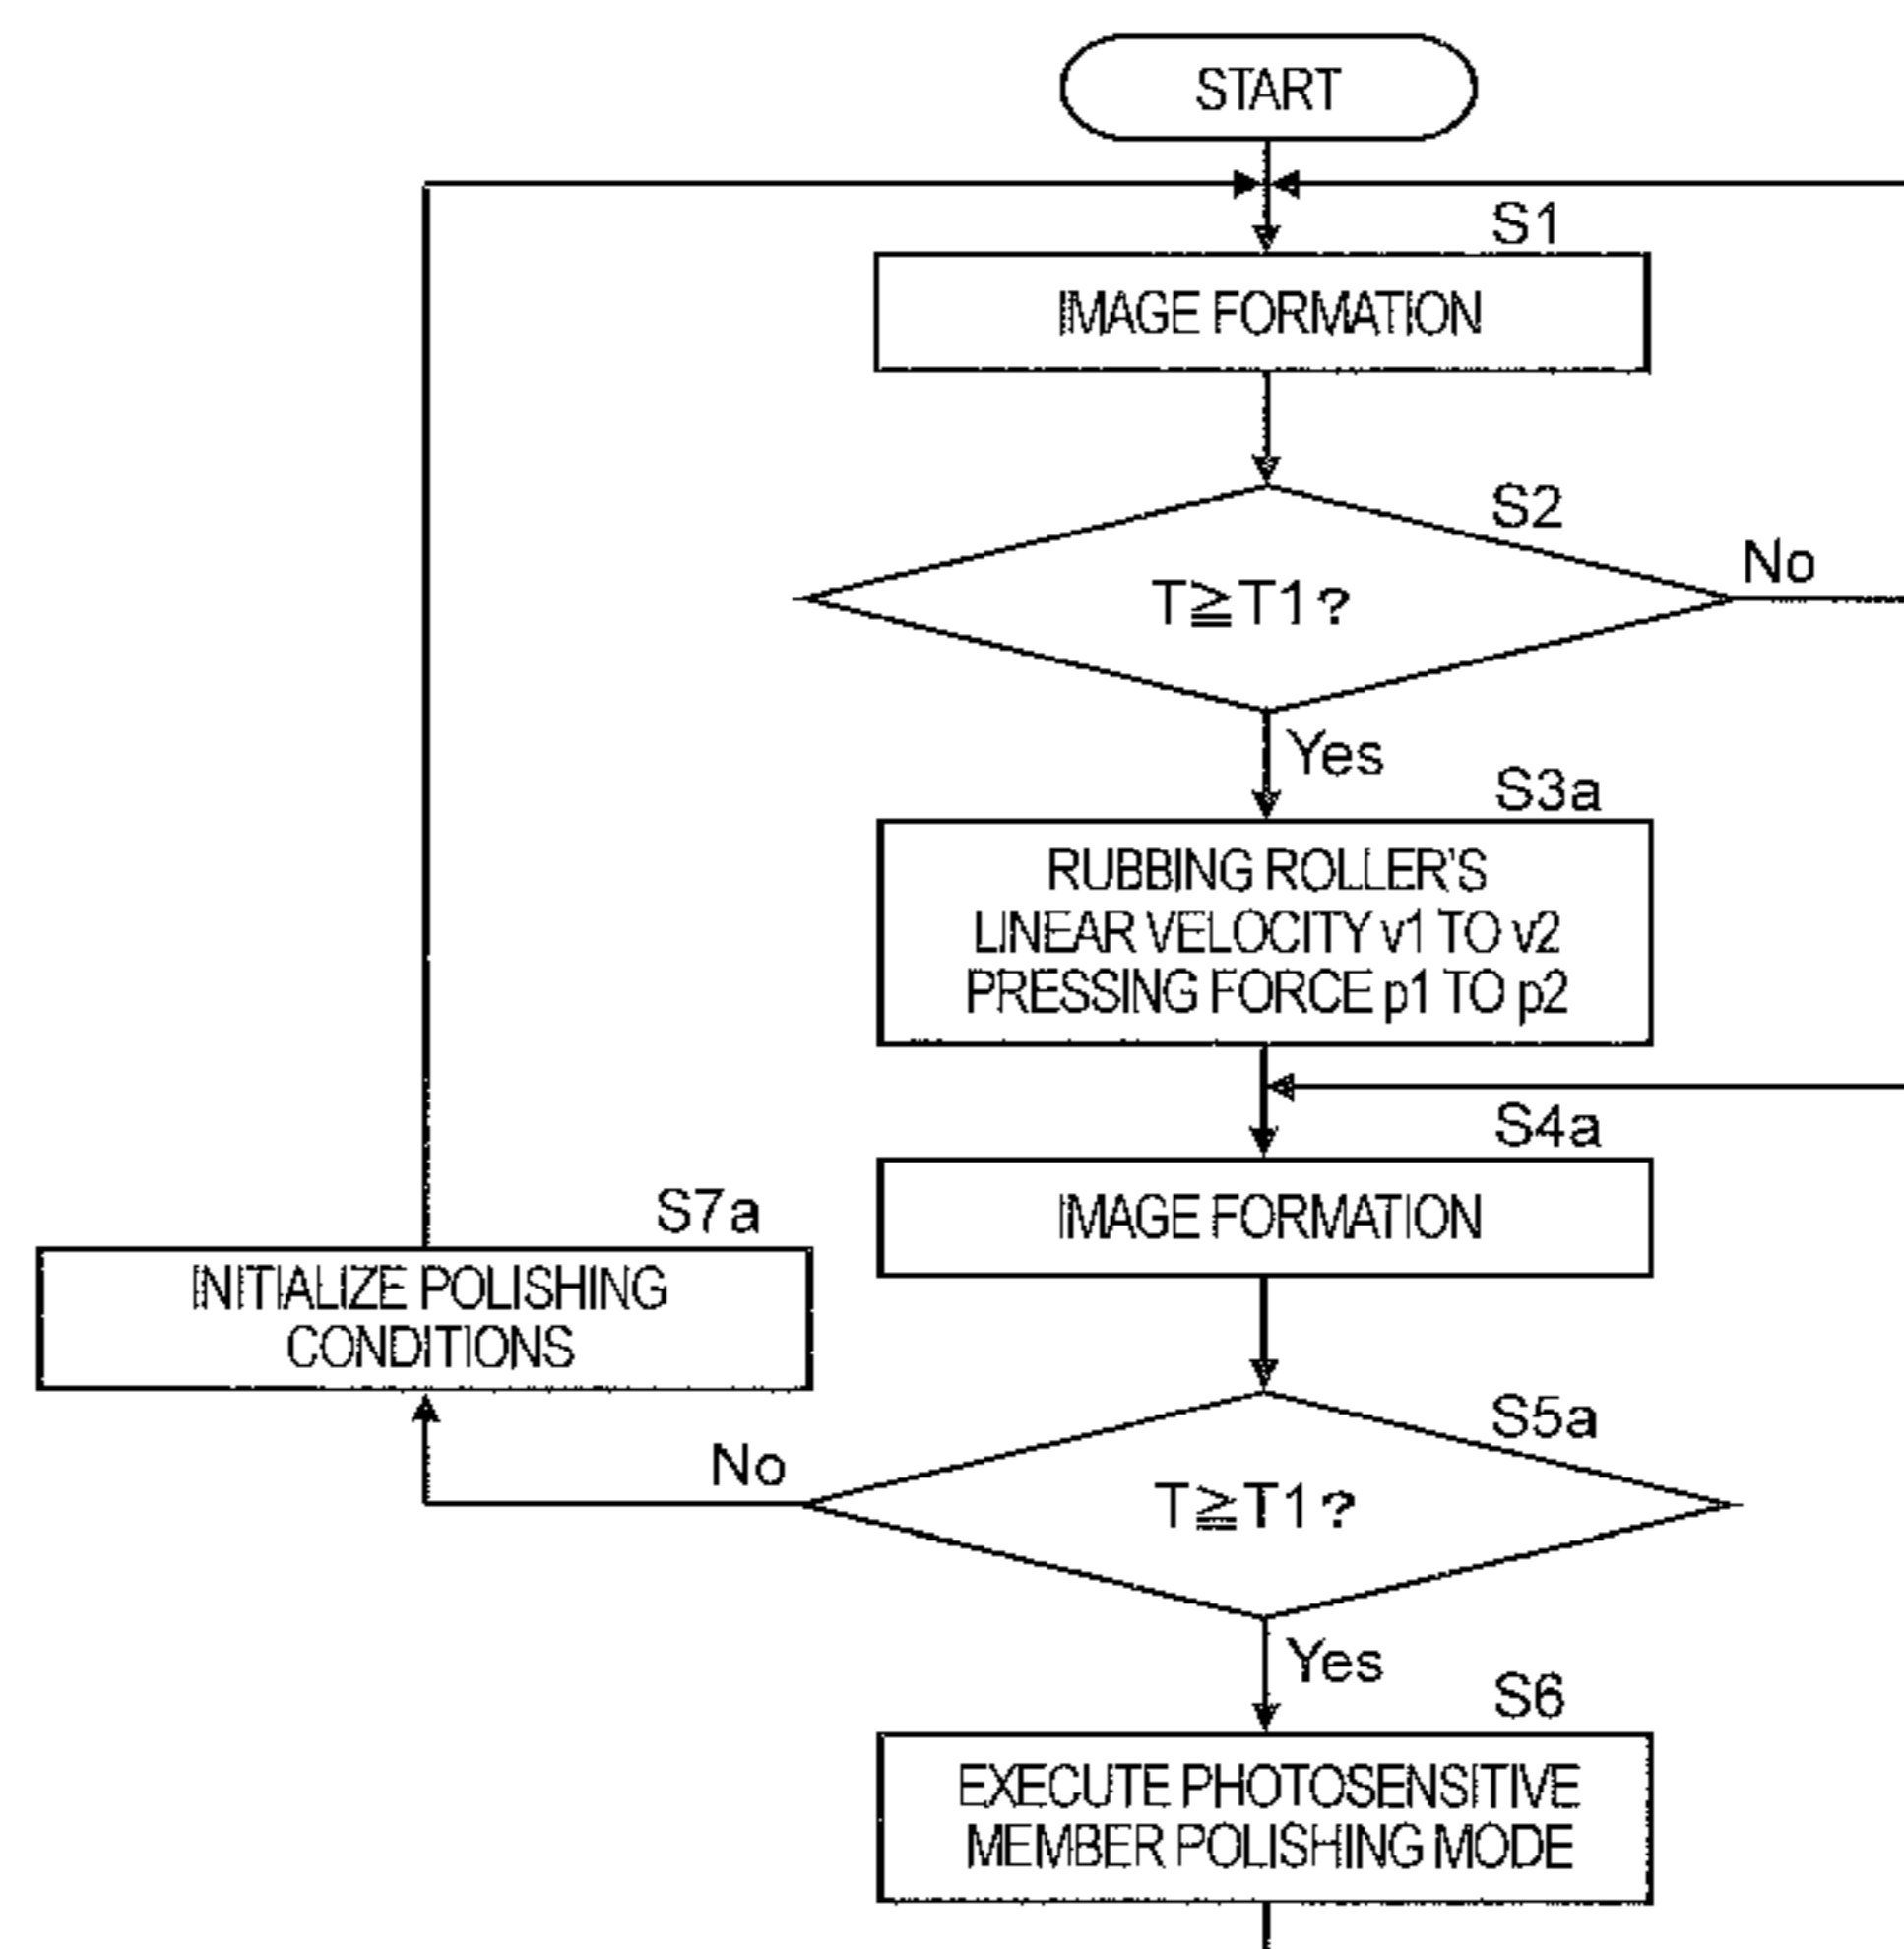 START
S1
IMAGE FORMATION
S2
T≧T1?
No
Yes
S3a
RUBBING ROLLER'S
LINEAR VELOCITY v1 TO v2
PRESSING FORCE p1 TO p2
S4a
IMAGE FORMATION
S7a
INITIALIZE POLISHING
CONDITIONS
S5a
No
T≧T1?
Yes
S6
EXECUTE PHOTOSENSITIVE
MEMBER POLISHING MODE